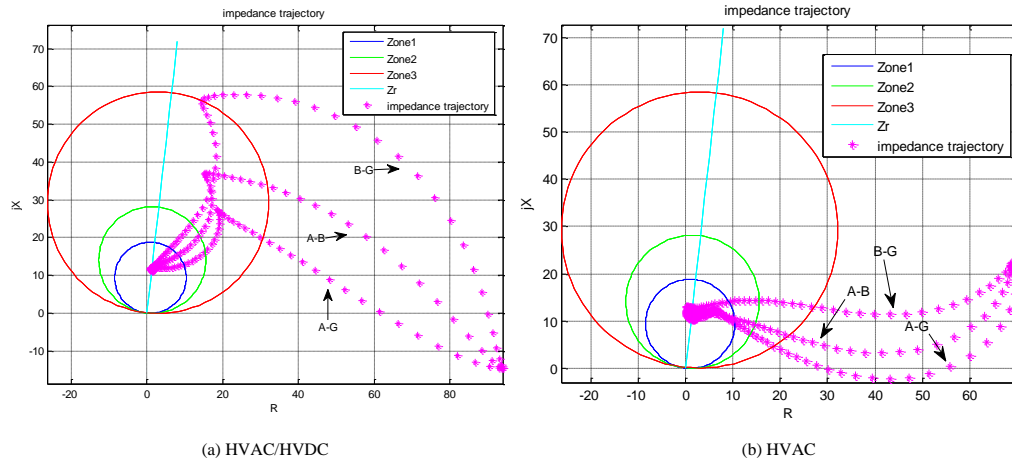 impedance trajectory
70
60
50
40
30
20
10
0
-10
jX
-20
0
20
40
60
80
R
Zone1
Zone2
Zone3
Zr
impedance trajectory
B-G
A-B
A-G
(a) HVAC/HVDC
impedance trajectory
70
60
50
40
30
20
10
0
jX
-20
-10
0
10
20
30
40
50
60
70
R
Zone1
Zone2
Zone3
Zr
impedance trajectory
B-G
A-B
A-G
(b) HVAC